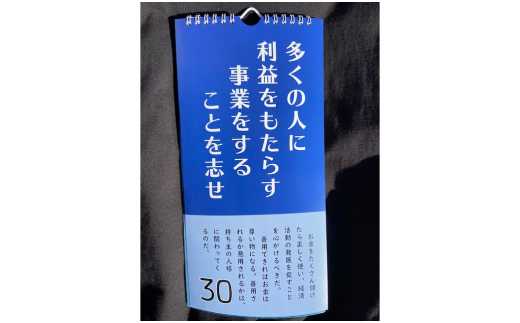 多くの人に
利益をもたらす
事業をする
ことを志せ
お金をたくさん儲け
たら正しく使い、経済
活動の発展を促すこと
を心がけるべきだ。
善用できればお金は
尊い物になる。善用さ
れるか悪用されるかは、
持ち主の人格
に関わってく
るのだ。
30